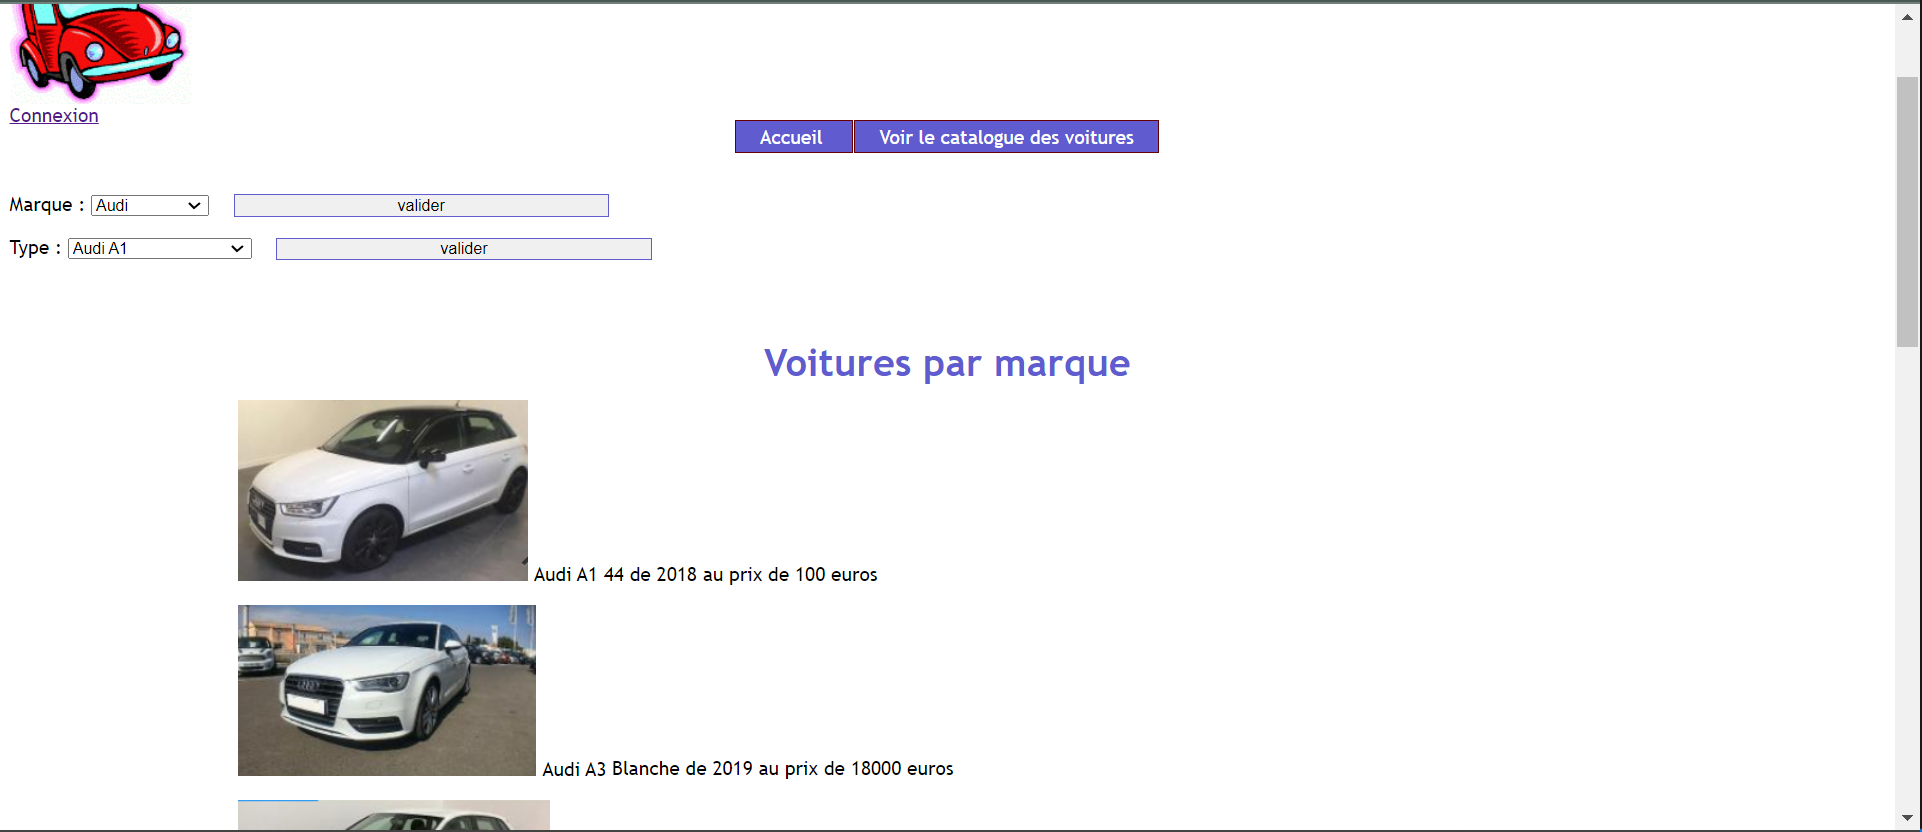 Connexion
Accueil
Voir le catalogue des voitures
Marque : Audi valider
Type : Audi A1 valider
Voitures par marque
Audi A1 44 de 2018 au prix de 100 euros
Audi A3 Blanche de 2019 au prix de 18000 euros